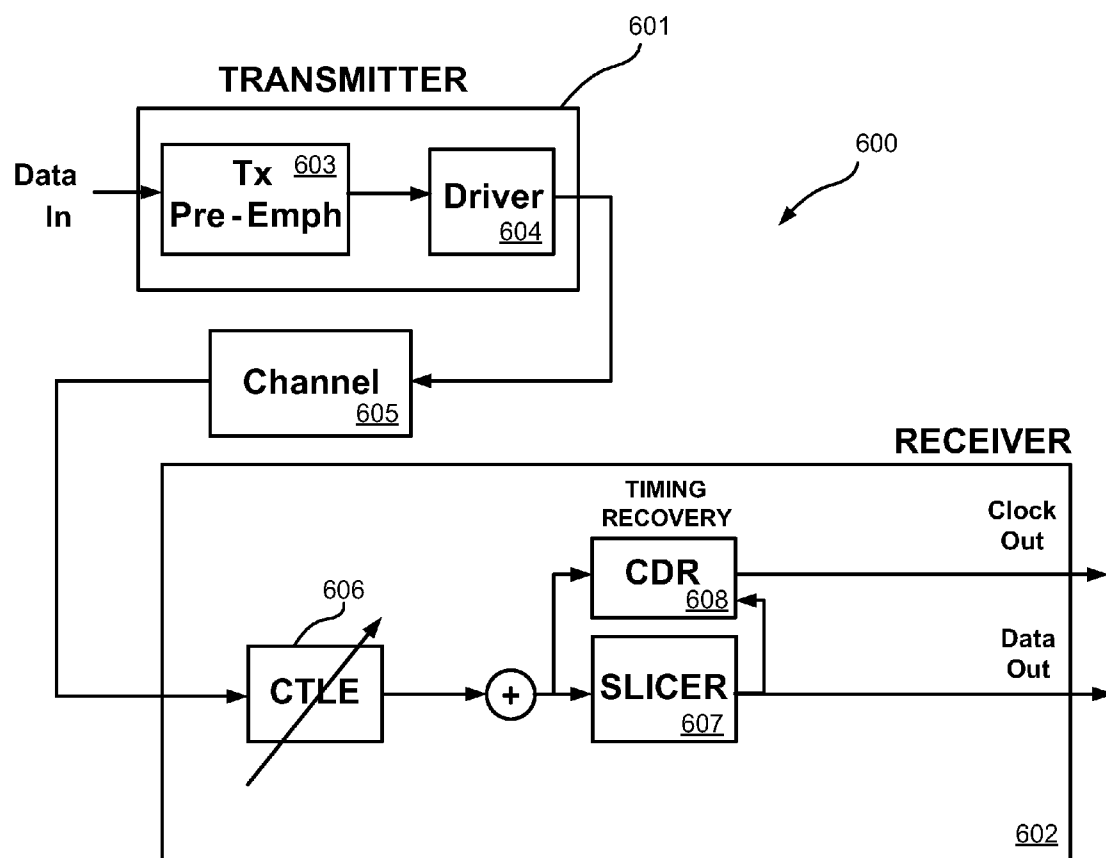 601
TRANSMITTER
600
Data
In
Tx
603
Pre-Emph
Driver
604
Channel
605
RECEIVER
TIMING
RECOVERY
Clock
Out
CDR
608
606
CTLE
+
SLICER
607
Data
Out
602